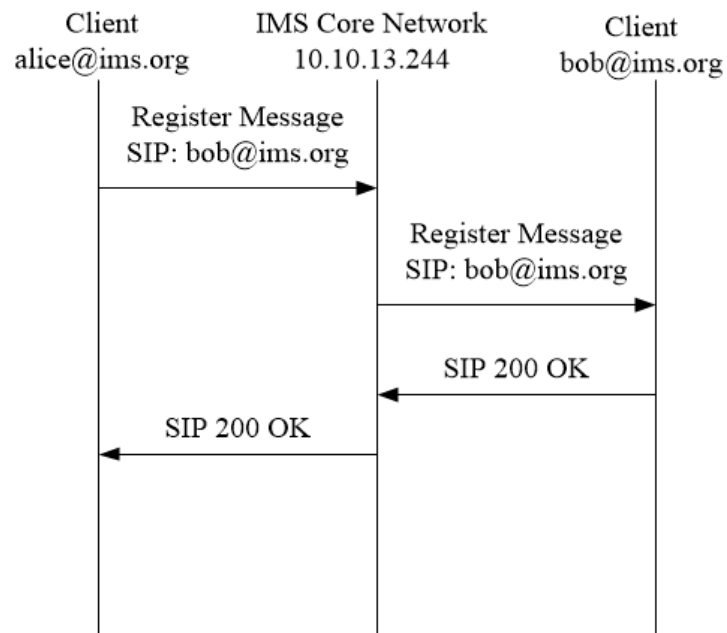 Client
alice@ims.org
IMS Core Network
10.10.13.244
Client
bob@ims.org
Register Message
SIP: bob@ims.org
Register Message
SIP: bob@ims.org
SIP 200 OK
SIP 200 OK